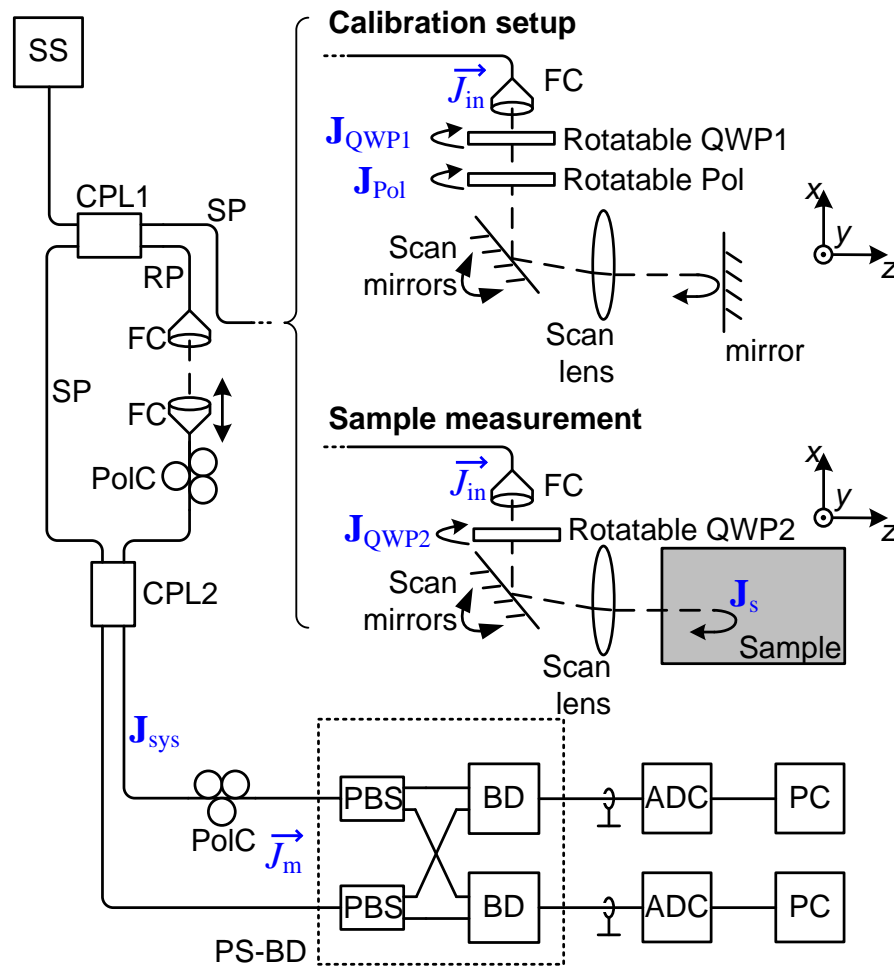 Calibration setup
SS
J_in
FC
J_QWP1
Rotatable QWP1
J_Pol
Rotatable Pol
CPL1
SP
x
y
z
Scan
mirrors
RP
Scan
lens
mirror
FC
SP
FC
Sample measurement
PolC
J_in
FC
x
y
z
J_QWP2
Rotatable QWP2
CPL2
Scan
mirrors
J_s
Sample
Scan
lens
J_sys
PBS
BD
ADC
PC
PolC
J_m
PBS
BD
ADC
PC
PS-BD